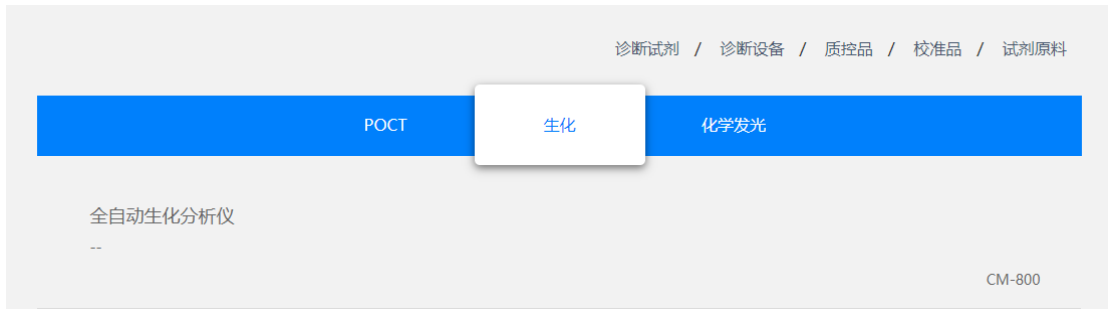 诊断试剂 / 诊断设备 / 质控品 / 校准品 / 试剂原料
POCT 生化 化学发光
全自动生化分析仪
--
CM-800